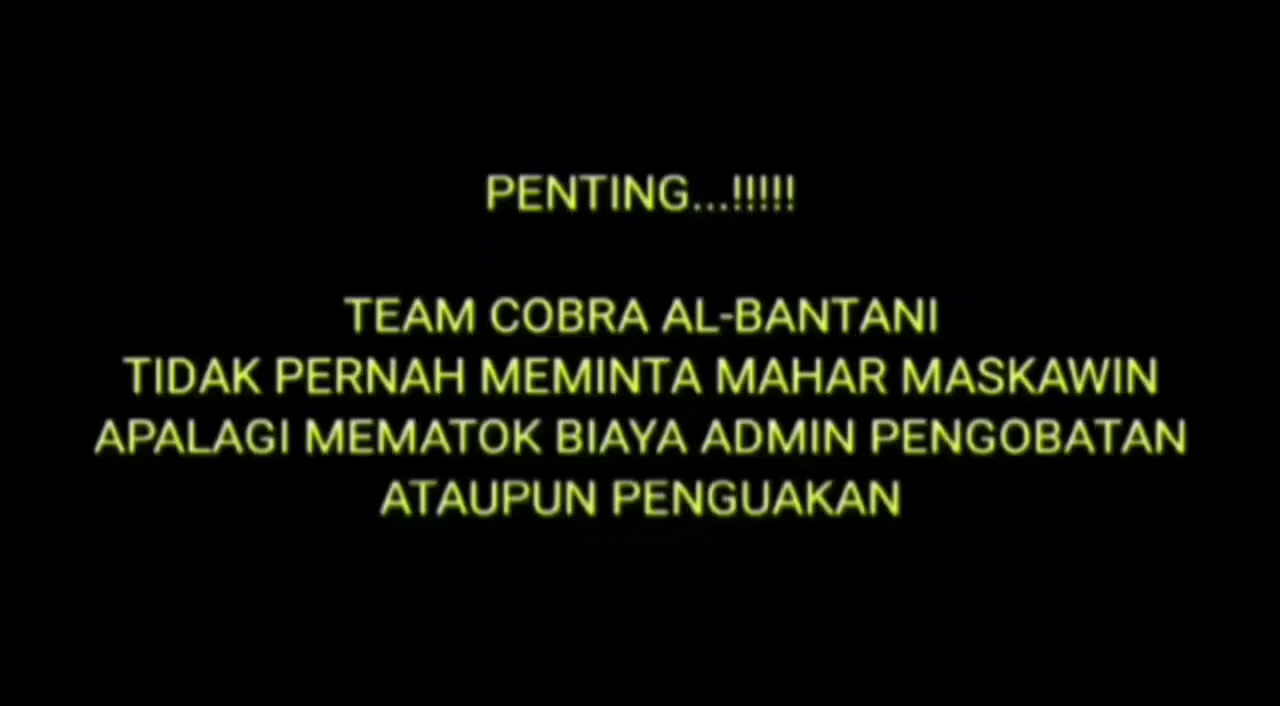 PENTING...!!!!!
TEAM COBRA AL-BANTANI
TIDAK PERNAH MEMINTA MAHAR MASKAWIN
APALAGI MEMATOK BIAYA ADMIN PENGOBATAN
ATAUPUN PENGUAKAN